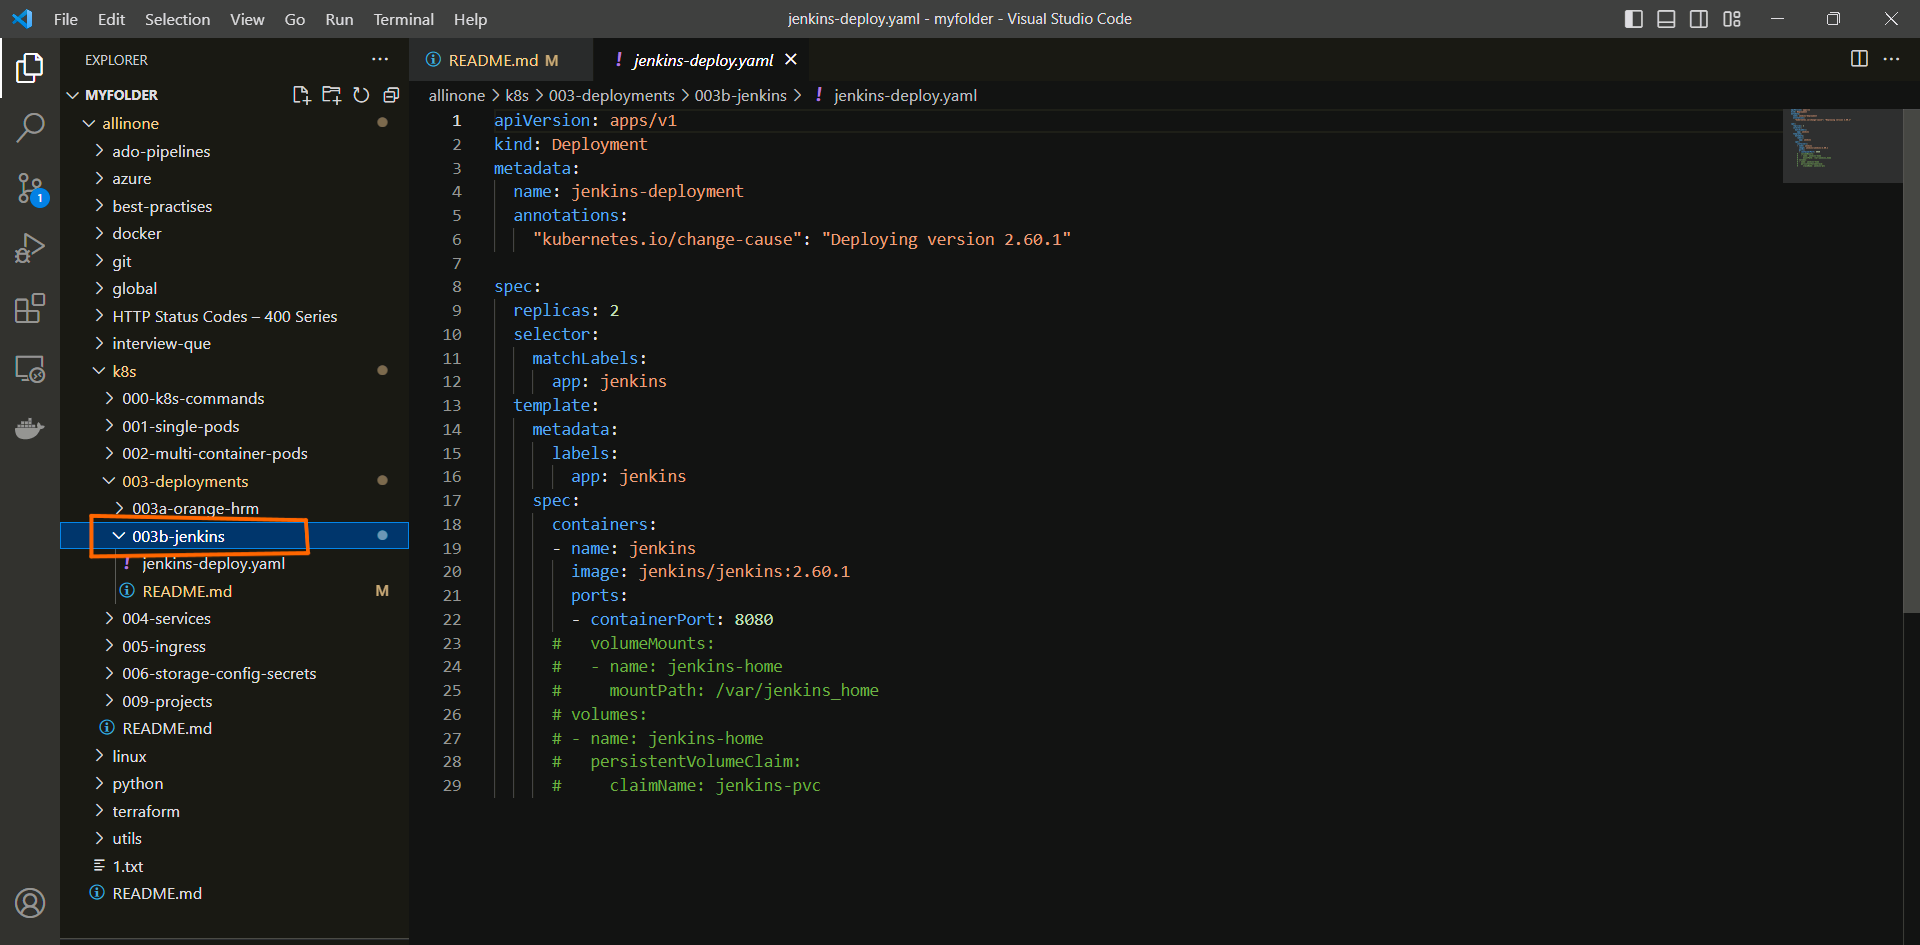 File Edit Selection View Go Run Terminal Help
jenkins-deploy.yaml - myfolder - Visual Studio Code
EXPLORER
MYFOLDER
allinone
ado-pipelines
azure
best-practises
docker
git
global
HTTP Status Codes – 400 Series
interview-que
k8s
000-k8s-commands
001-single-pods
002-multi-container-pods
003-deployments
003a-orange-hrm
003b-jenkins
! jenkins-deploy.yaml
README.md M
004-services
005-ingress
006-storage-config-secrets
009-projects
README.md
linux
python
terraform
utils
1.txt
README.md
1
README.md M
! jenkins-deploy.yaml
allinone > k8s > 003-deployments > 003b-jenkins > ! jenkins-deploy.yaml
1 apiVersion: apps/v1
2 kind: Deployment
3 metadata:
4   name: jenkins-deployment
5   annotations:
6     "kubernetes.io/change-cause": "Deploying version 2.60.1"
7
8 spec:
9   replicas: 2
10   selector:
11     matchLabels:
12       app: jenkins
13   template:
14     metadata:
15       labels:
16         app: jenkins
17     spec:
18       containers:
19       - name: jenkins
20         image: jenkins/jenkins:2.60.1
21         ports:
22         - containerPort: 8080
23       #   volumeMounts:
24       #   - name: jenkins-home
25       #     mountPath: /var/jenkins_home
26       # volumes:
27       # - name: jenkins-home
28       #   persistentVolumeClaim:
29       #     claimName: jenkins-pvc